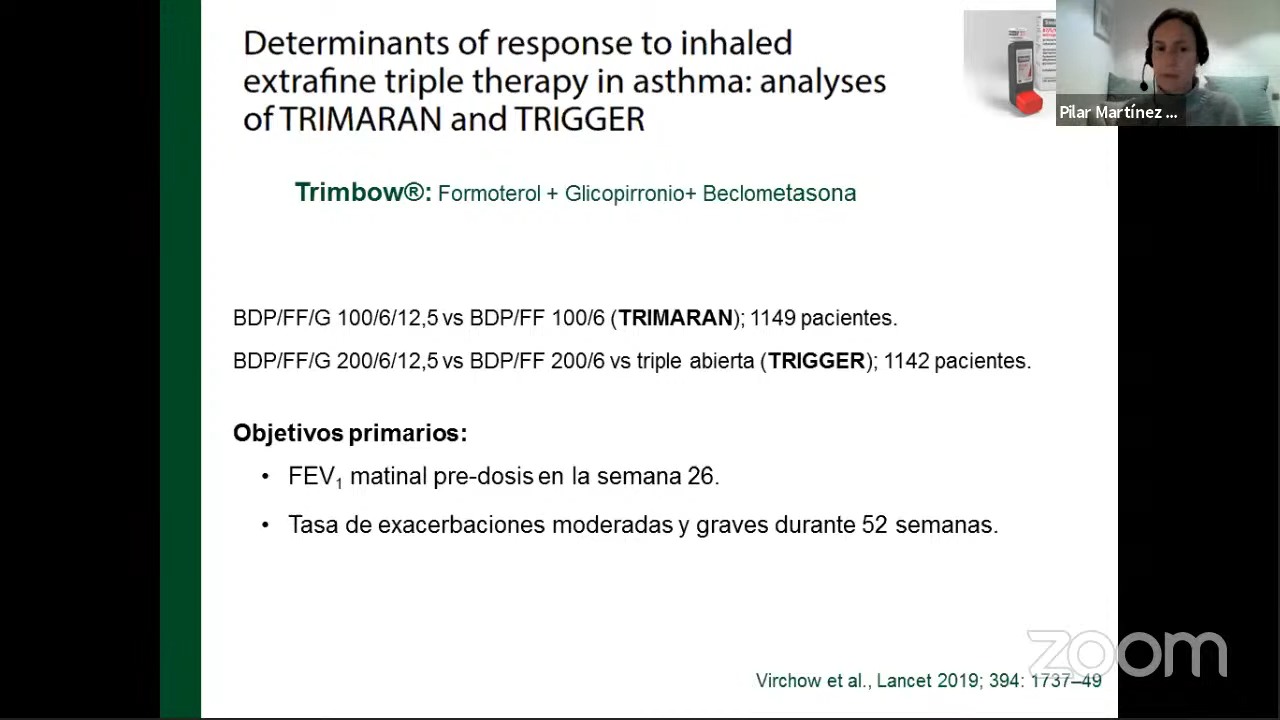 Determinants of response to inhaled
extrafine triple therapy in asthma: analyses
of TRIMARAN and TRIGGER
Pilar Martínez ...
Trimbow®: Formoterol + Glicopirronio+ Beclometasona
BDP/FF/G 100/6/12,5 vs BDP/FF 100/6 (TRIMARAN); 1149 pacientes.
BDP/FF/G 200/6/12,5 vs BDP/FF 200/6 vs triple abierta (TRIGGER); 1142 pacientes.
Objetivos primarios:
• FEV₁ matinal pre-dosis en la semana 26.
• Tasa de exacerbaciones moderadas y graves durante 52 semanas.
zoom
Virchow et al., Lancet 2019; 394: 1737–49